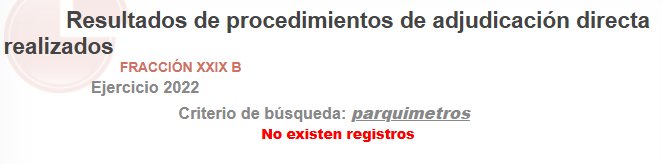 Resultados de procedimientos de adjudicación directa
realizados
FRACCIÓN XXIX B
Ejercicio 2022
Criterio de búsqueda: parquimetros
No existen registros